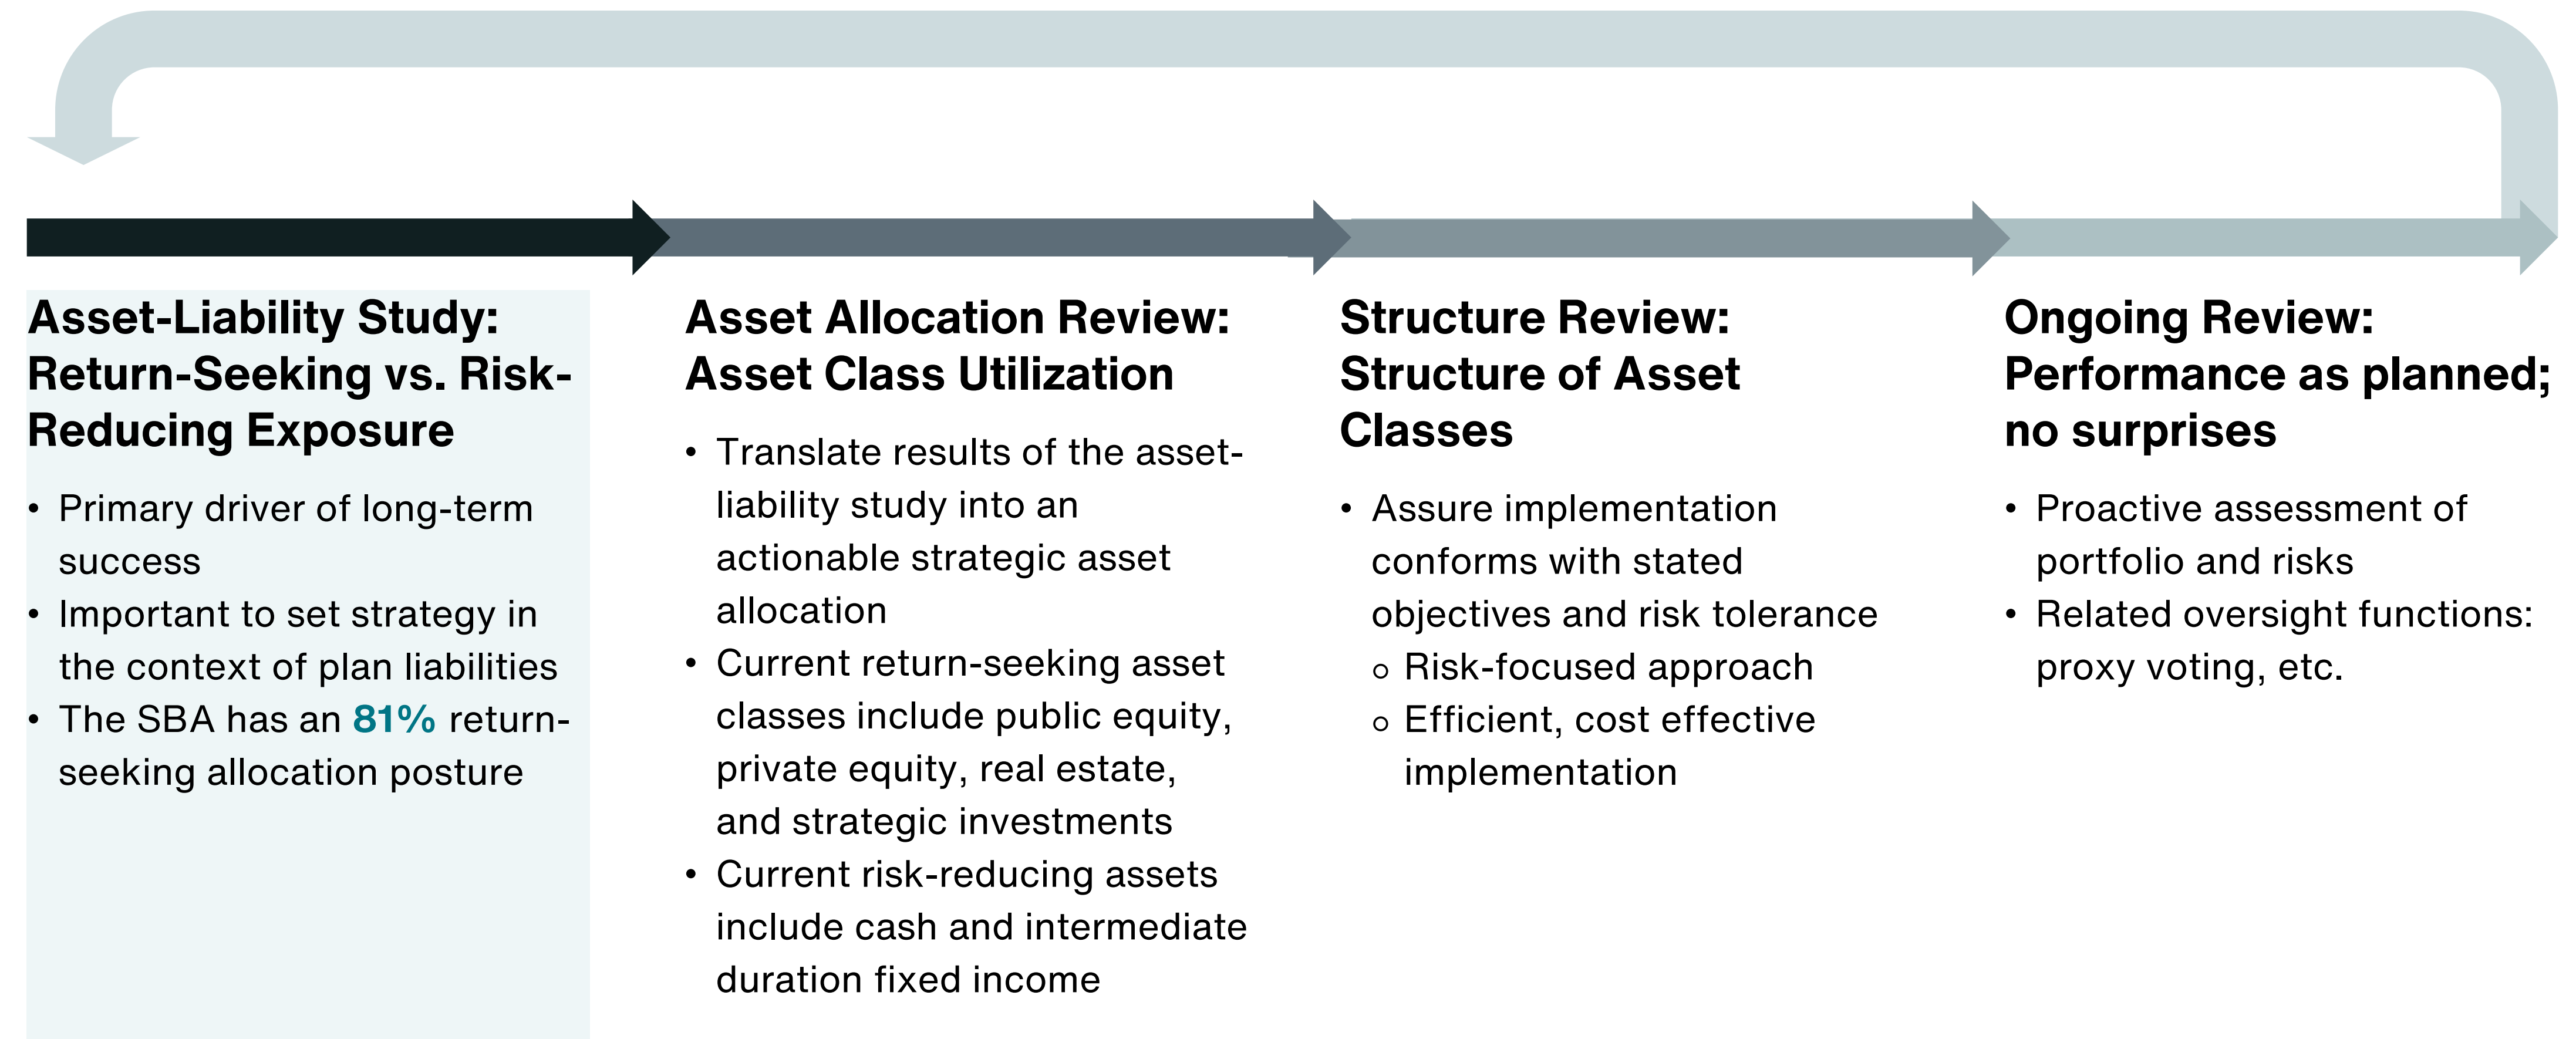 Asset-Liability Study:
Return-Seeking vs. Risk-
Reducing Exposure
• Primary driver of long-term
success
• Important to set strategy in
the context of plan liabilities
• The SBA has an 81% return-
seeking allocation posture
Asset Allocation Review:
Asset Class Utilization
• Translate results of the asset-
liability study into an
actionable strategic asset
allocation
• Current return-seeking asset
classes include public equity,
private equity, real estate,
and strategic investments
• Current risk-reducing assets
include cash and intermediate
duration fixed income
Structure Review:
Structure of Asset
Classes
• Assure implementation
conforms with stated
objectives and risk tolerance
○ Risk-focused approach
○ Efficient, cost effective
implementation
Ongoing Review:
Performance as planned;
no surprises
• Proactive assessment of
portfolio and risks
• Related oversight functions:
proxy voting, etc.